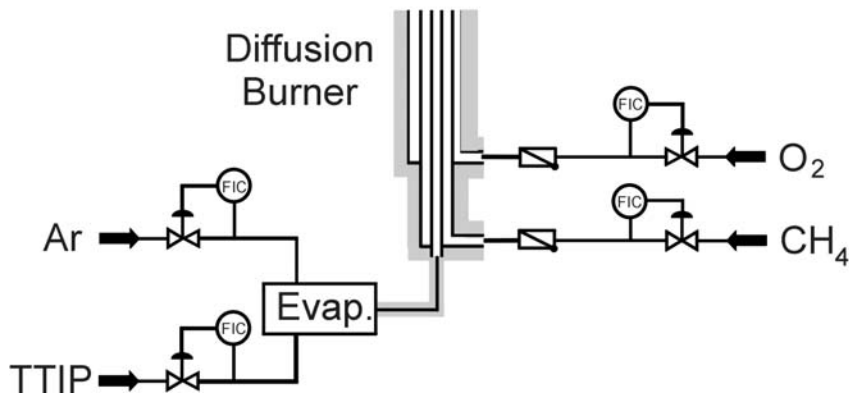 Diffusion
Burner
FIC
O₂
FIC
FIC
Ar
CH₄
Evap.
FIC
TTIP